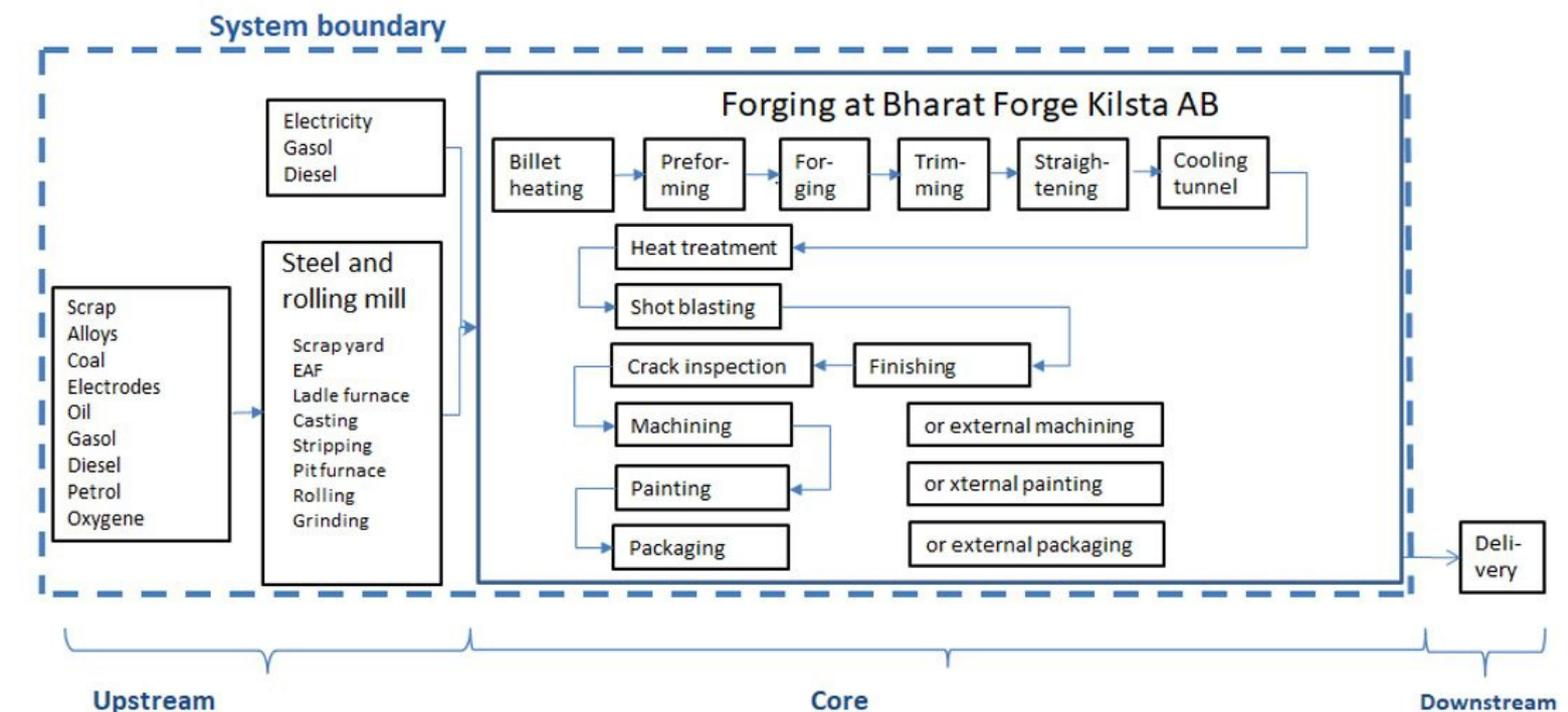 System boundary
Forging at Bharat Forge Kilsta AB
Electricity
Gasol
Diesel
Billet
heating
Prefor-
ming
For-
ging
Trim-
ming
Straigh-
tening
Cooling
tunnel
Heat treatment
Steel and
rolling mill
Scrap yard
EAF
Ladle furnace
Casting
Stripping
Pit furnace
Rolling
Grinding
Scrap
Alloys
Coal
Electrodes
Oil
Gasol
Diesel
Petrol
Oxygene
Shot blasting
Crack inspection
Finishing
Machining
or external machining
Painting
or xternal painting
Packaging
or external packaging
Deli-
very
Upstream
Core
Downstream